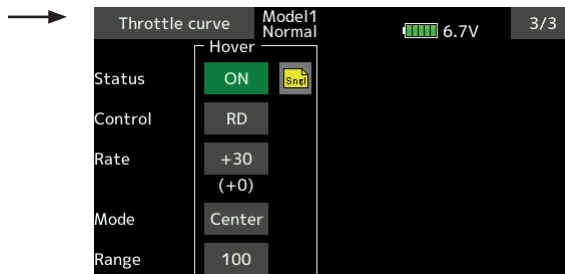 Throttle curve Model1 Normal 6.7V 3/3
Hover
Status ON Sngl
Control RD
Rate +30
(+0)
Mode Center
Range 100